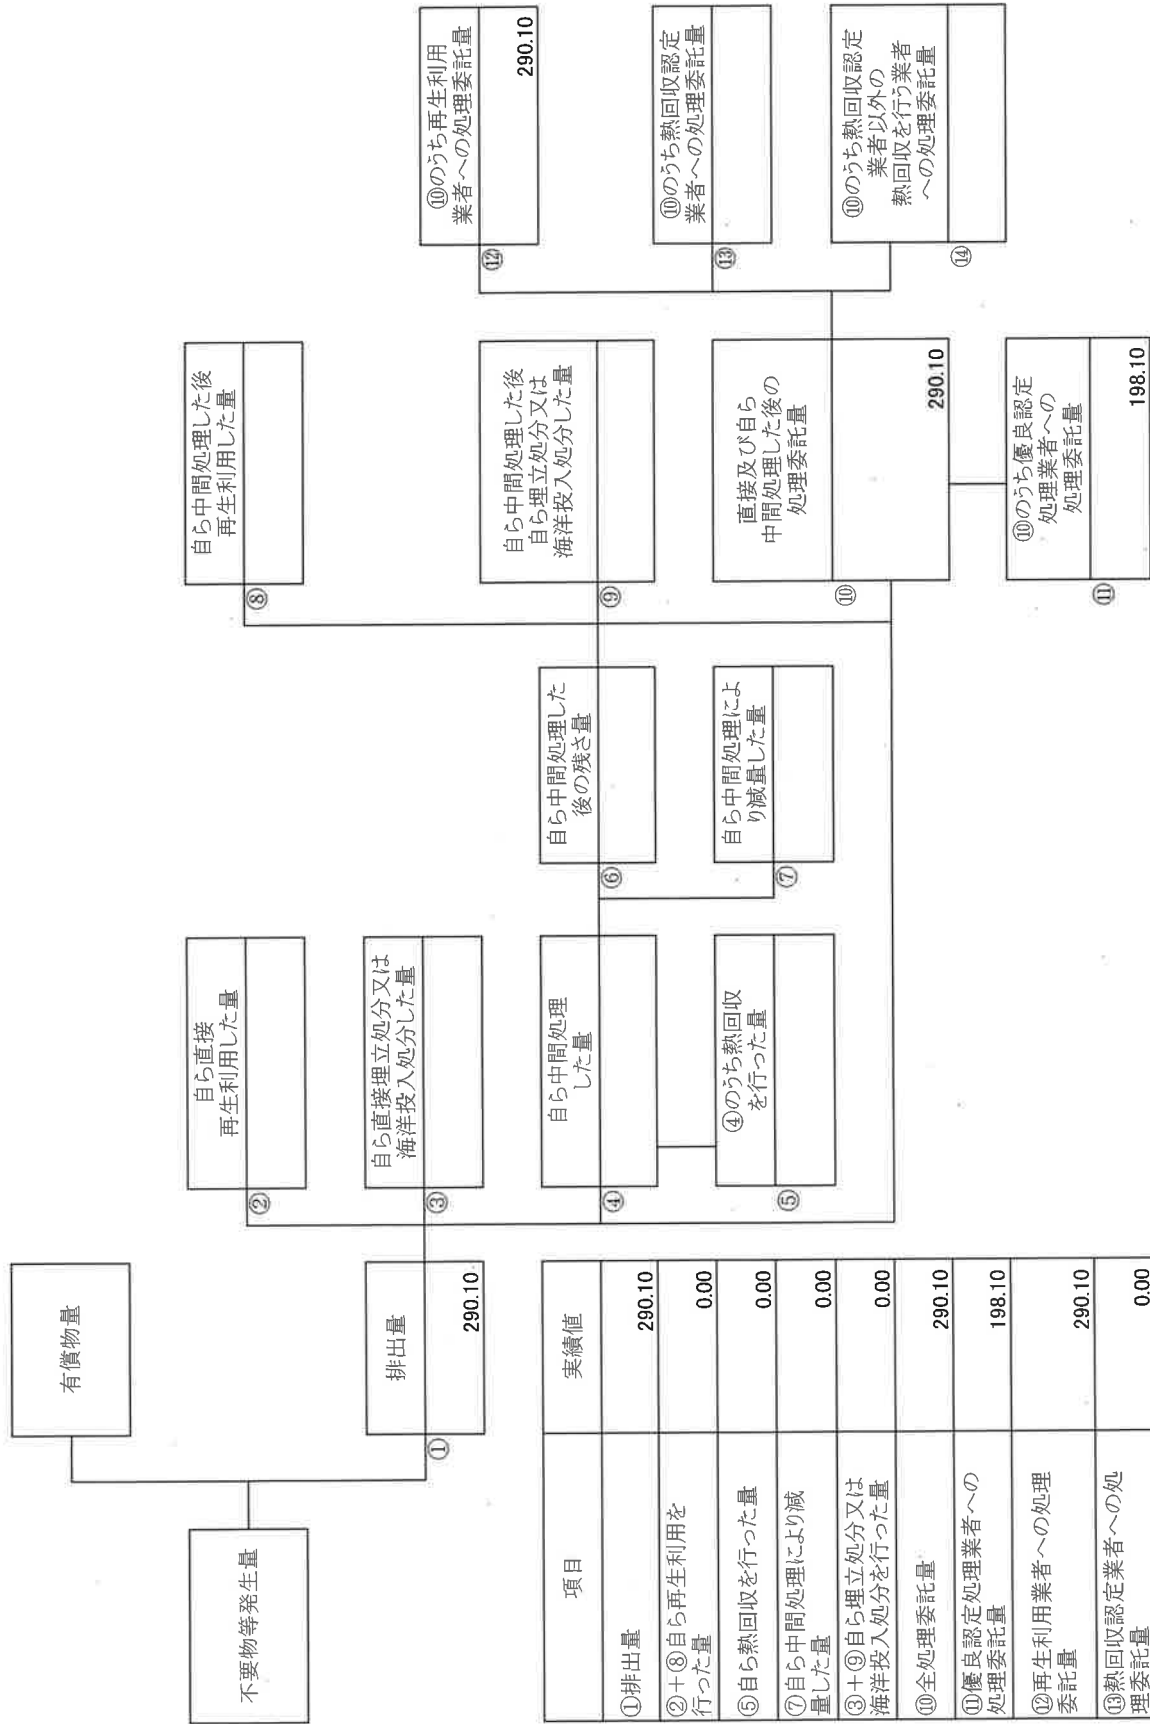 不要物等発生量
有償物量
排出量
①
290.10
自ら直接
再生利用した量
②
自ら直接埋立処分又は
海洋投入処分した量
③
自ら中間処理
した量
④
④のうち熱回収
を行った量
⑤
自ら中間処理した
後の残さ量
⑥
自ら中間処理によ
り減量した量
⑦
自ら中間処理した後
再生利用した量
⑧
自ら中間処理した後
自ら埋立処分又は
海洋投入処分した量
⑨
直接及び自ら
中間処理した後の
処理委託量
⑩
290.10
⑩のうち優良認定
処理業者への
処理委託量
⑪
198.10
⑩のうち再生利用
業者への処理委託量
⑫
290.10
⑩のうち熱回収認定
業者への処理委託量
⑬
⑩のうち熱回収認定
業者以外の
熱回収を行う業者
への処理委託量
⑭
項目 実績値
①排出量 290.10
②+⑧自ら再生利用を
行った量 0.00
⑤自ら熱回収を行った量 0.00
⑦自ら中間処理により減
量した量 0.00
③+⑨自ら埋立処分又は
海洋投入処分を行った量 0.00
⑩全処理委託量 290.10
⑪優良認定処理業者への
処理委託量 198.10
⑫再生利用業者への処理
委託量 290.10
⑬熱回収認定業者への処
理委託量 0.00